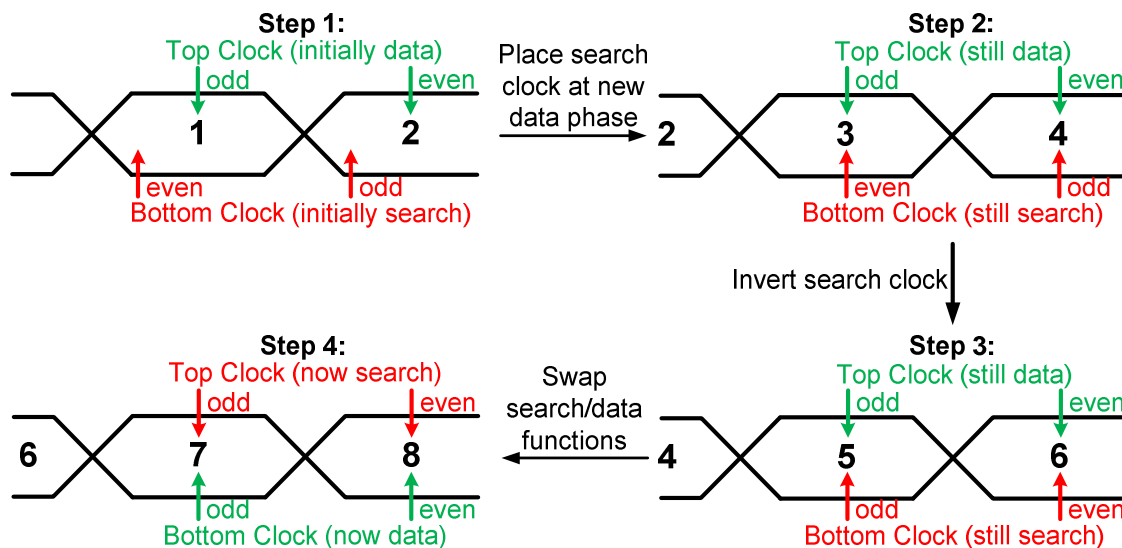 Step 1:
Top Clock (initially data)
odd
even
1
2
even
odd
Bottom Clock (initially search)
Place search
clock at new
data phase
Step 2:
Top Clock (still data)
odd
even
2
3
4
even
odd
Bottom Clock (still search)
Invert search clock
Step 3:
Top Clock (still data)
odd
even
4
5
6
odd
even
Bottom Clock (still search)
Swap
search/data
functions
Step 4:
Top Clock (now search)
odd
even
6
7
8
odd
even
Bottom Clock (now data)